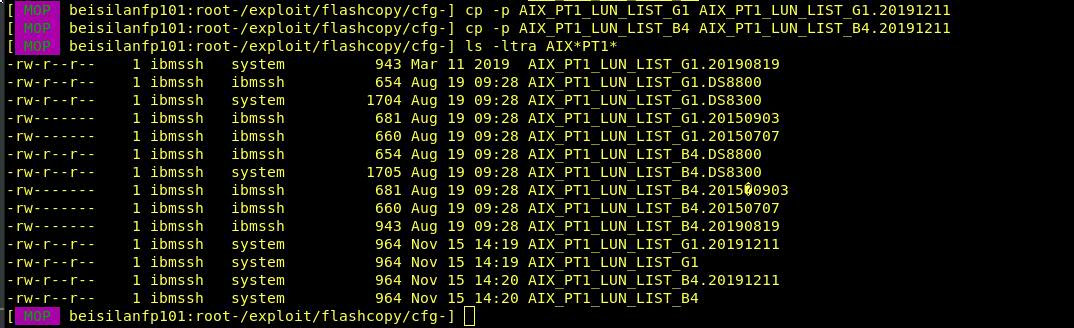 [ MOP  beisilanfp101:root-/exploit/flashcopy/cfg-] cp -p AIX_PT1_LUN_LIST_G1 AIX_PT1_LUN_LIST_G1.20191211
[ MOP  beisilanfp101:root-/exploit/flashcopy/cfg-] cp -p AIX_PT1_LUN_LIST_B4 AIX_PT1_LUN_LIST_B4.20191211
[ MOP  beisilanfp101:root-/exploit/flashcopy/cfg-] ls -ltra AIX*PT1*
-rw-r--r--    1 ibmssh   system          943 Mar 11 2019  AIX_PT1_LUN_LIST_G1.20190819
-rw-r--r--    1 ibmssh   ibmssh          654 Aug 19 09:28 AIX_PT1_LUN_LIST_G1.DS8800
-rw-r--r--    1 ibmssh   system         1704 Aug 19 09:28 AIX_PT1_LUN_LIST_G1.DS8300
-rw-------    1 ibmssh   ibmssh          681 Aug 19 09:28 AIX_PT1_LUN_LIST_G1.20150903
-rw-------    1 ibmssh   ibmssh          660 Aug 19 09:28 AIX_PT1_LUN_LIST_G1.20150707
-rw-r--r--    1 ibmssh   ibmssh          654 Aug 19 09:28 AIX_PT1_LUN_LIST_B4.DS8800
-rw-r--r--    1 ibmssh   system         1705 Aug 19 09:28 AIX_PT1_LUN_LIST_B4.DS8300
-rw-------    1 ibmssh   ibmssh          681 Aug 19 09:28 AIX_PT1_LUN_LIST_B4.2015�0903
-rw-------    1 ibmssh   ibmssh          660 Aug 19 09:28 AIX_PT1_LUN_LIST_B4.20150707
-rw-------    1 ibmssh   ibmssh          943 Aug 19 09:28 AIX_PT1_LUN_LIST_B4.20190819
-rw-r--r--    1 ibmssh   system          964 Nov 15 14:19 AIX_PT1_LUN_LIST_G1.20191211
-rw-r--r--    1 ibmssh   system          964 Nov 15 14:19 AIX_PT1_LUN_LIST_G1
-rw-r--r--    1 ibmssh   system          964 Nov 15 14:20 AIX_PT1_LUN_LIST_B4.20191211
-rw-r--r--    1 ibmssh   system          964 Nov 15 14:20 AIX_PT1_LUN_LIST_B4
[ MOP  beisilanfp101:root-/exploit/flashcopy/cfg-]